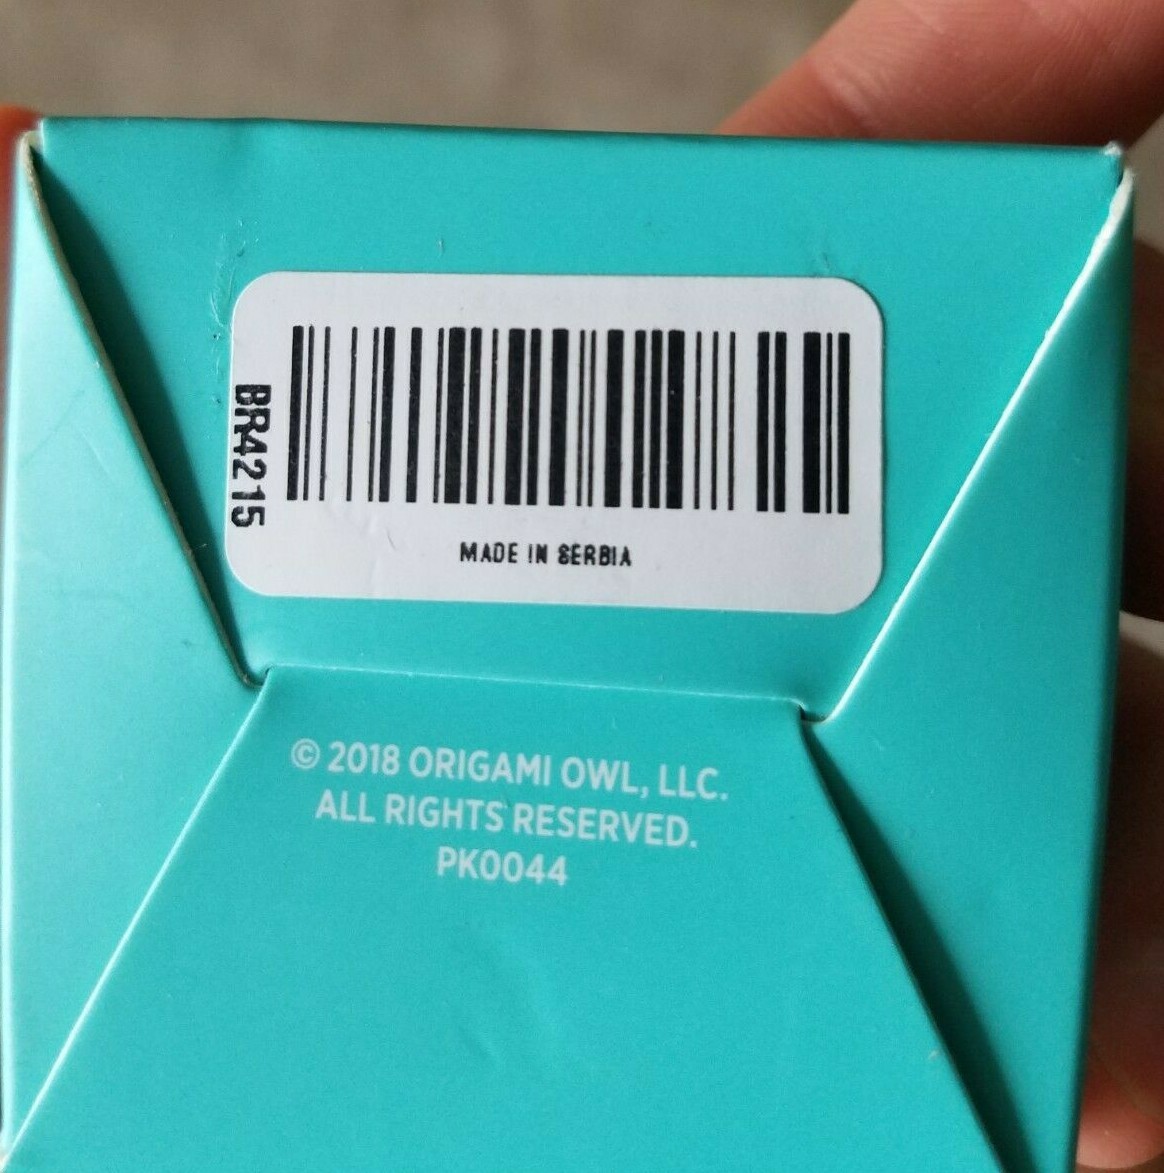 BR4215
MADE IN SERBIA
© 2018 ORIGAMI OWL, LLC.
ALL RIGHTS RESERVED.
PK0044